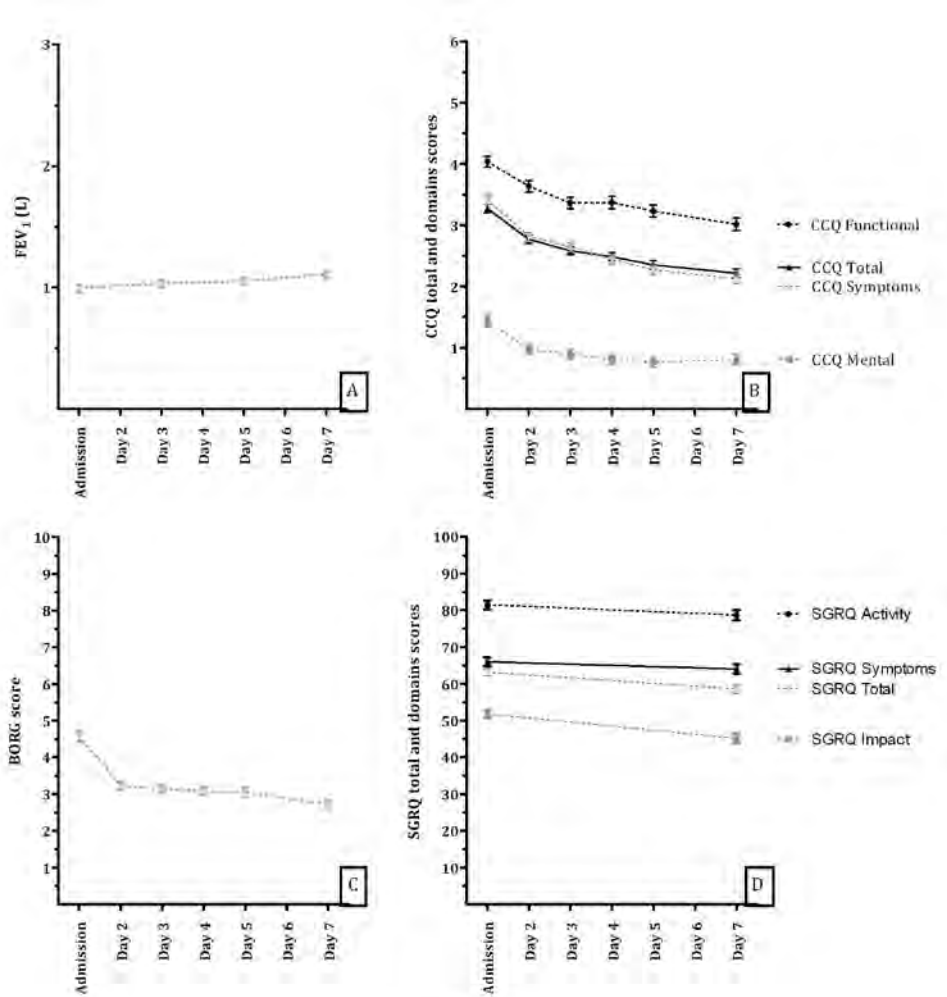 FEV₁ (L)
3
2
1
A
Admission
Day 2
Day 3
Day 4
Day 5
Day 6
Day 7
CCQ total and domains scores
6
5
4
3
2
1
CCQ Functional
CCQ Total
CCQ Symptoms
CCQ Mental
B
Admission
Day 2
Day 3
Day 4
Day 5
Day 6
Day 7
BORG score
10
9
8
7
6
5
4
3
2
1
C
Admission
Day 2
Day 3
Day 4
Day 5
Day 6
Day 7
SGRQ total and domains scores
100
90
80
70
60
50
40
30
20
10
SGRQ Activity
SGRQ Symptoms
SGRQ Total
SGRQ Impact
D
Admission
Day 2
Day 3
Day 4
Day 5
Day 6
Day 7